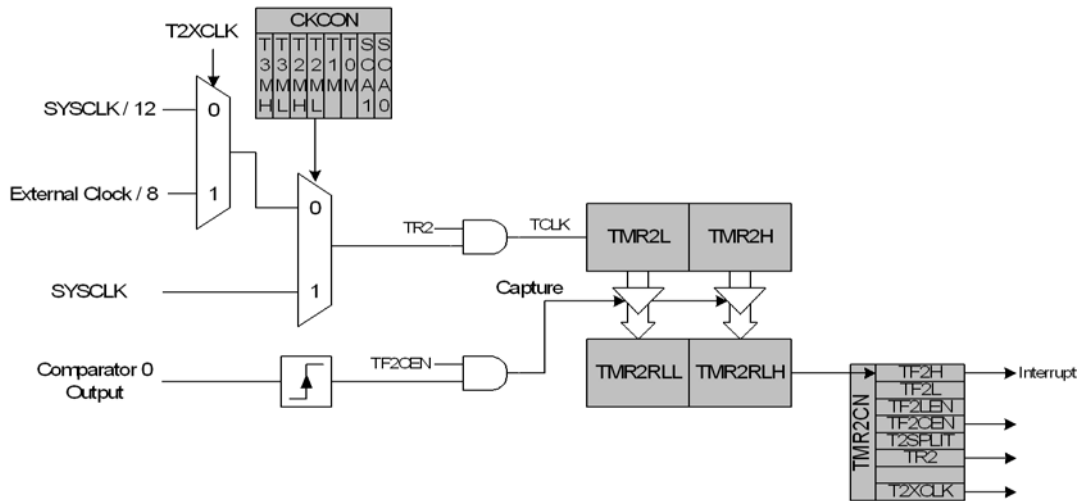 T2XCLK
CKCON
T3MH T3ML T2MH T2ML T1M T0M SCA1 SCA0
SYSCLK / 12
0
External Clock / 8
1
0
TR2
TCLK
TMR2L TMR2H
SYSCLK
1
Capture
Comparator 0
Output
TF2CEN
TMR2RLL TMR2RLH
TMR2CN
TF2H
Interrupt
TF2L
TF2LEN
TF2CEN
T2SPLIT
TR2
T2XCLK